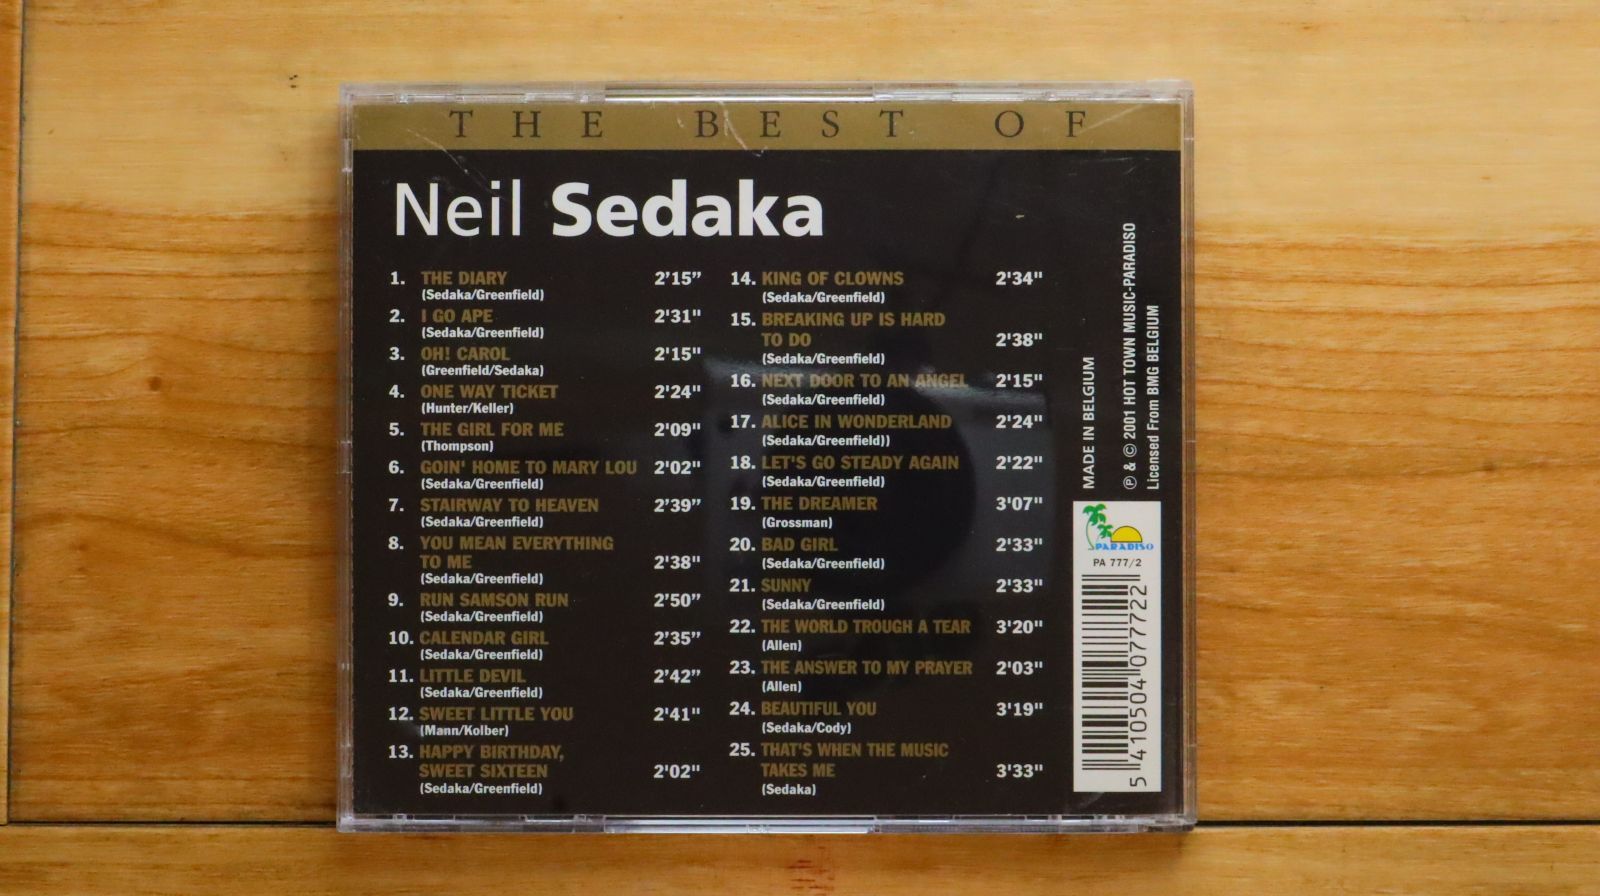 THE BEST OF
Neil Sedaka
1. THE DIARY 2'15”
(Sedaka/Greenfield)
2. I GO APE 2'31"
(Sedaka/Greenfield)
3. OH! CAROL 2'15"
(Greenfield/Sedaka)
4. ONE WAY TICKET 2'24"
(Hunter/Keller)
5. THE GIRL FOR ME 2'09"
(Thompson)
6. GOIN' HOME TO MARY LOU 2'02"
(Sedaka/Greenfield)
7. STAIRWAY TO HEAVEN 2'39”
(Sedaka/Greenfield)
8. YOU MEAN EVERYTHING
TO ME 2'38"
(Sedaka/Greenfield)
9. RUN SAMSON RUN 2'50”
(Sedaka/Greenfield)
10. CALENDAR GIRL 2'35”
(Sedaka/Greenfield)
11. LITTLE DEVIL 2'42”
(Sedaka/Greenfield)
12. SWEET LITTLE YOU 2'41"
(Mann/Kolber)
13. HAPPY BIRTHDAY,
SWEET SIXTEEN 2'02"
(Sedaka/Greenfield)
14. KING OF CLOWNS 2'34"
(Sedaka/Greenfield)
15. BREAKING UP IS HARD
TO DO 2'38"
(Sedaka/Greenfield)
16. NEXT DOOR TO AN ANGEL 2'15"
(Sedaka/Greenfield)
17. ALICE IN WONDERLAND 2'24"
(Sedaka/Greenfield))
18. LET'S GO STEADY AGAIN 2'22"
(Sedaka/Greenfield)
19. THE DREAMER 3'07"
(Grossman)
20. BAD GIRL 2'33"
(Sedaka/Greenfield)
21. SUNNY 2'33"
(Sedaka/Greenfield)
22. THE WORLD TROUGH A TEAR 3'20"
(Allen)
23. THE ANSWER TO MY PRAYER 2'03"
(Allen)
24. BEAUTIFUL YOU 3'19"
(Sedaka/Cody)
25. THAT'S WHEN THE MUSIC
TAKES ME 3'33"
(Sedaka)
MADE IN BELGIUM
℗ & © 2001 HOT TOWN MUSIC-PARADISO
Licensed From BMG BELGIUM
PARADISO
PA 777/2
5 410504 077722